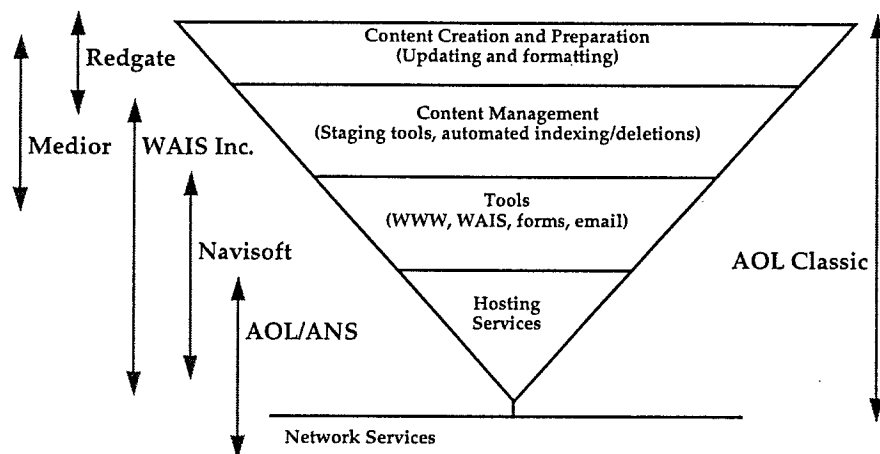 Content Creation and Preparation
(Updating and formatting)
Redgate
Content Management
(Staging tools, automated indexing/deletions)
Medior
WAIS Inc.
Tools
(WWW, WAIS, forms, email)
Navisoft
AOL Classic
Hosting
Services
AOL/ANS
Network Services